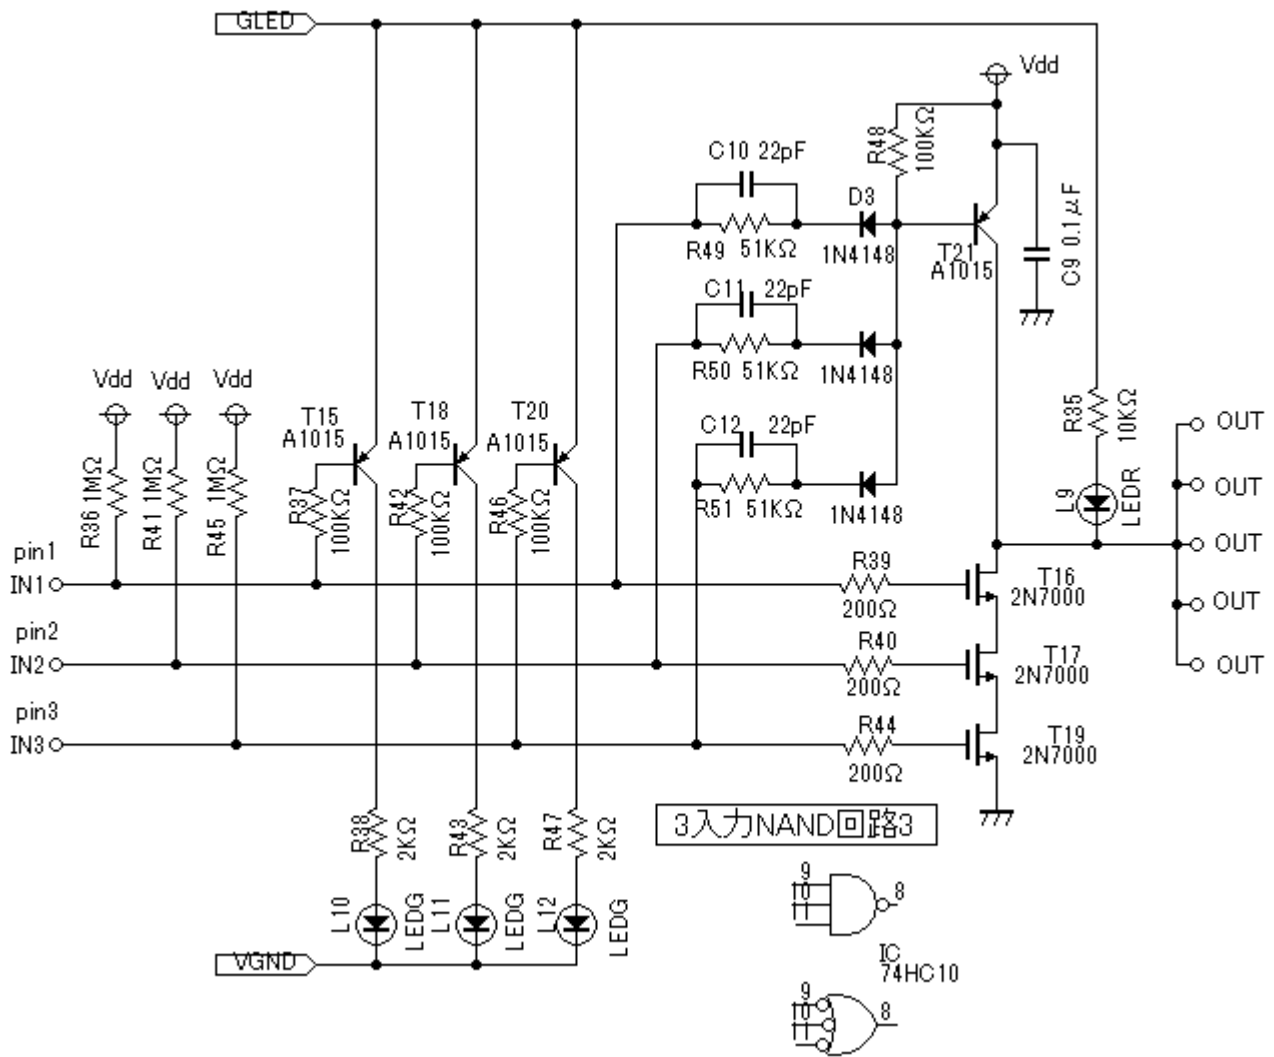 GLED
Vdd
R48
100KΩ
C10 22pF
D3
R49 51KΩ
1N4148
T21
A1015
C9 0.1μF
C11 22pF
R50 51KΩ
1N4148
Vdd Vdd Vdd
T15
A1015
T18
A1015
T20
A1015
C12 22pF
R51 51KΩ
1N4148
R35
10KΩ
L9
LEDR
OUT
OUT
OUT
OUT
OUT
R36 1MΩ
R41 1MΩ
R45 1MΩ
R37
100KΩ
R42
100KΩ
R46
100KΩ
pin1
IN1
R39
200Ω
T16
2N7000
pin2
IN2
R40
200Ω
T17
2N7000
pin3
IN3
R44
200Ω
T19
2N7000
R38
2KΩ
R43
2KΩ
R47
2KΩ
3入力NAND回路3
L10
LEDG
L11
LEDG
L12
LEDG
VGND
9
10
11
8
IC
74HC10
9
10
11
8